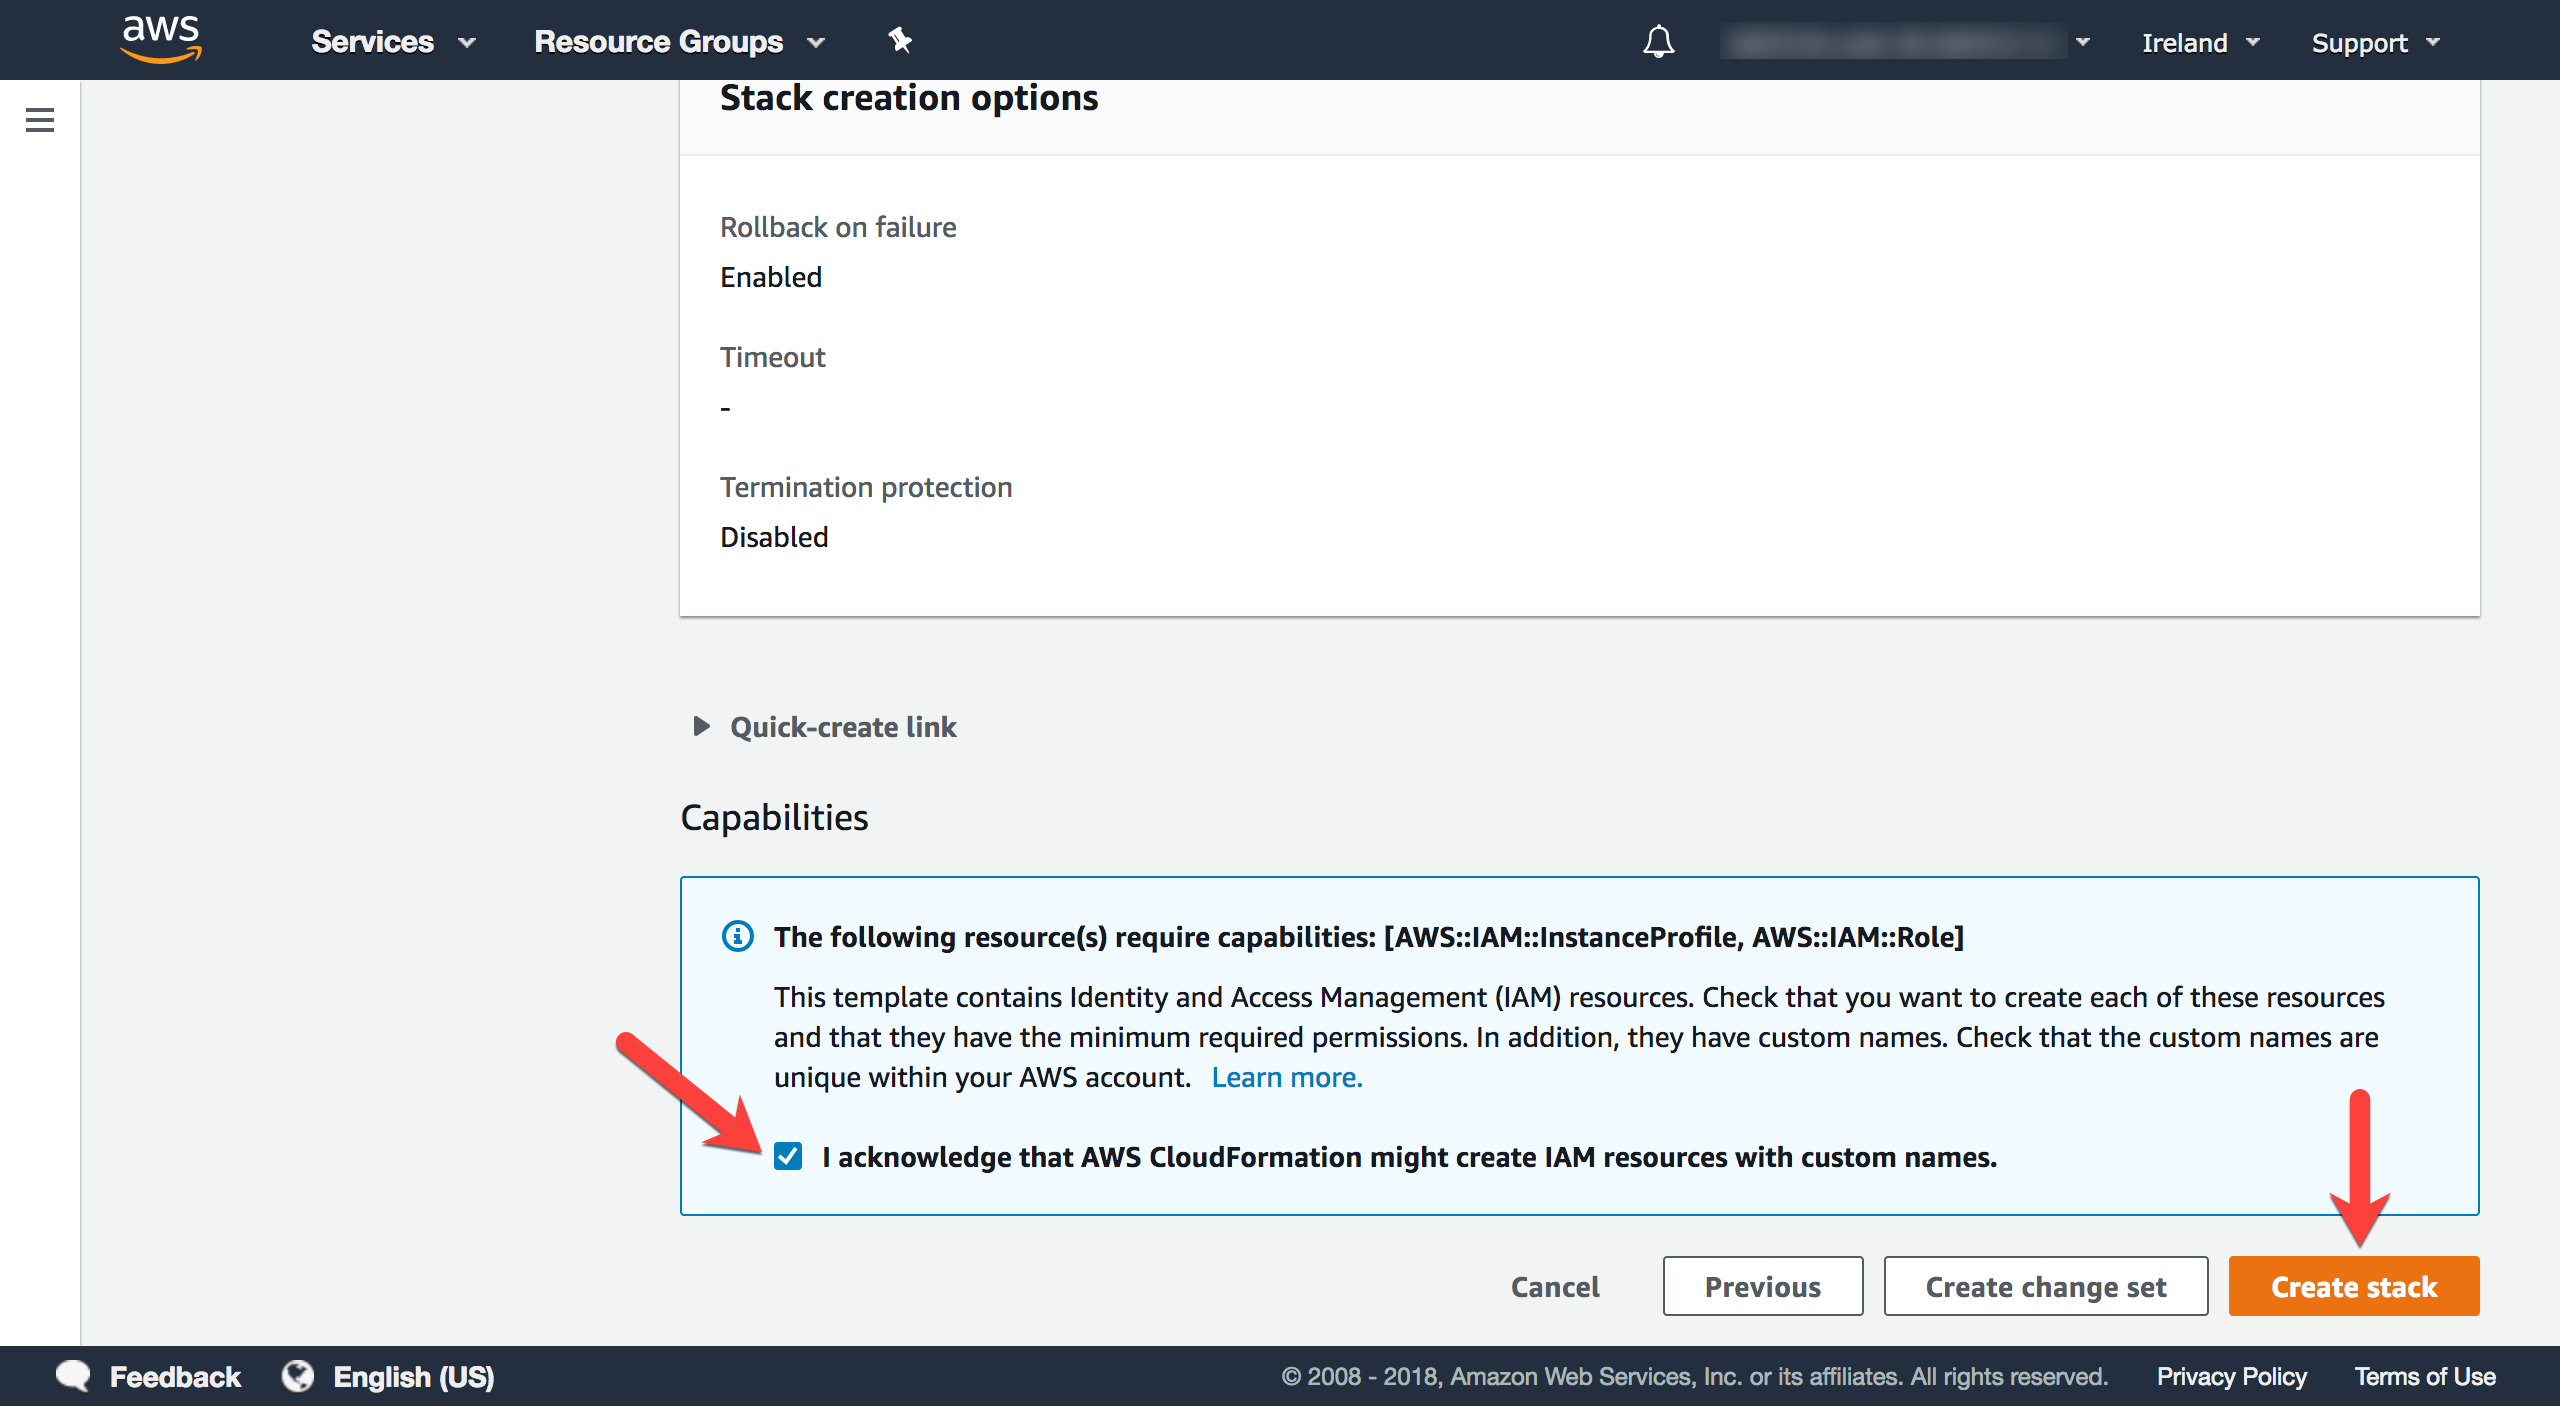 aws
Services
Resource Groups
Ireland
Support
Stack creation options
Rollback on failure
Enabled
Timeout
-
Termination protection
Disabled
Quick-create link
Capabilities
The following resource(s) require capabilities: [AWS::IAM::InstanceProfile, AWS::IAM::Role]
This template contains Identity and Access Management (IAM) resources. Check that you want to create each of these resources
and that they have the minimum required permissions. In addition, they have custom names. Check that the custom names are
unique within your AWS account. Learn more.
I acknowledge that AWS CloudFormation might create IAM resources with custom names.
Cancel
Previous
Create change set
Create stack
Feedback
English (US)
© 2008 - 2018, Amazon Web Services, Inc. or its affiliates. All rights reserved.
Privacy Policy
Terms of Use